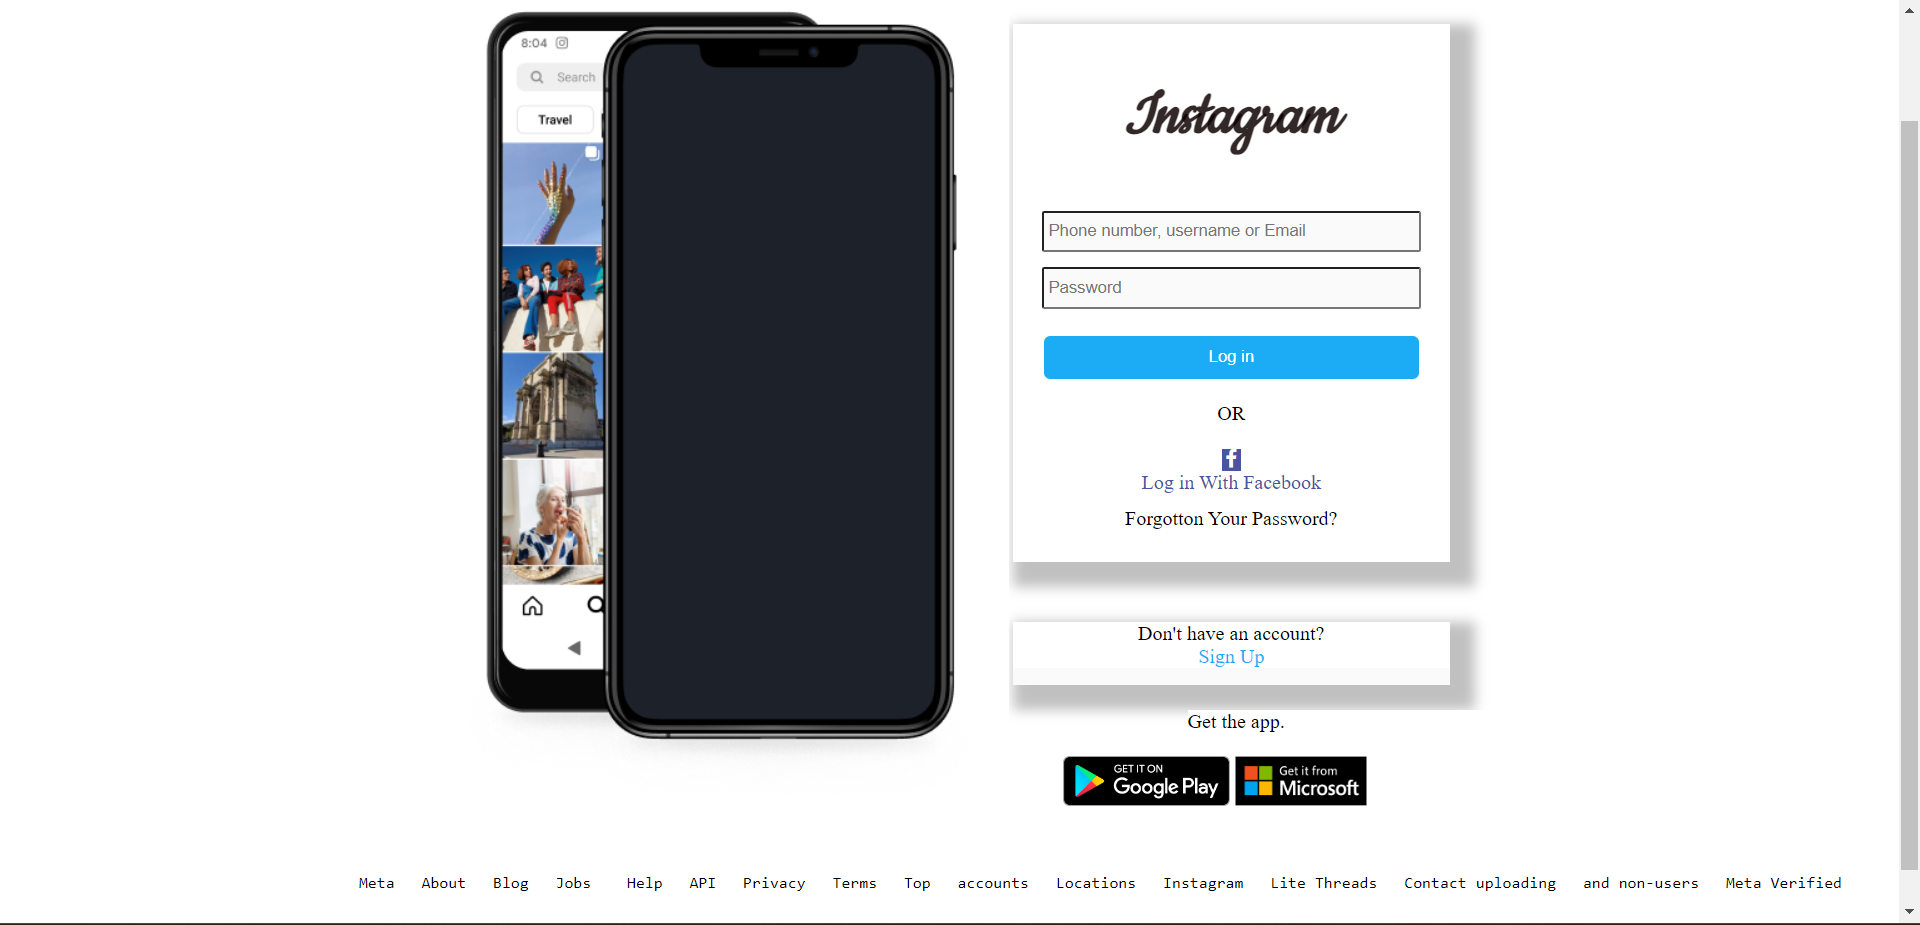 8:04
Search
Travel
Instagram
Phone number, username or Email
Password
Log in
OR
Log in With Facebook
Forgotton Your Password?
Don't have an account?
Sign Up
Get the app.
GET IT ON
Google Play
Get it from
Microsoft
Meta About Blog Jobs Help API Privacy Terms Top accounts Locations Instagram Lite Threads Contact uploading and non-users Meta Verified